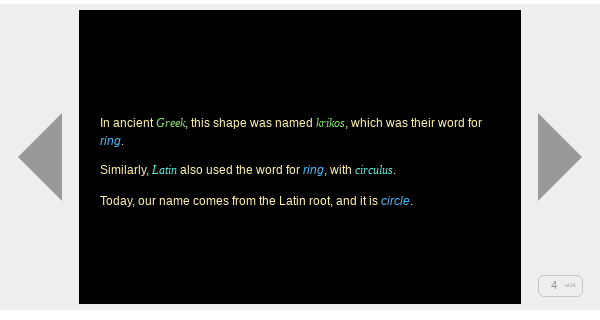 In ancient Greek, this shape was named krikos, which was their word for
ring.
Similarly, Latin also used the word for ring, with circulus.
Today, our name comes from the Latin root, and it is circle.
4